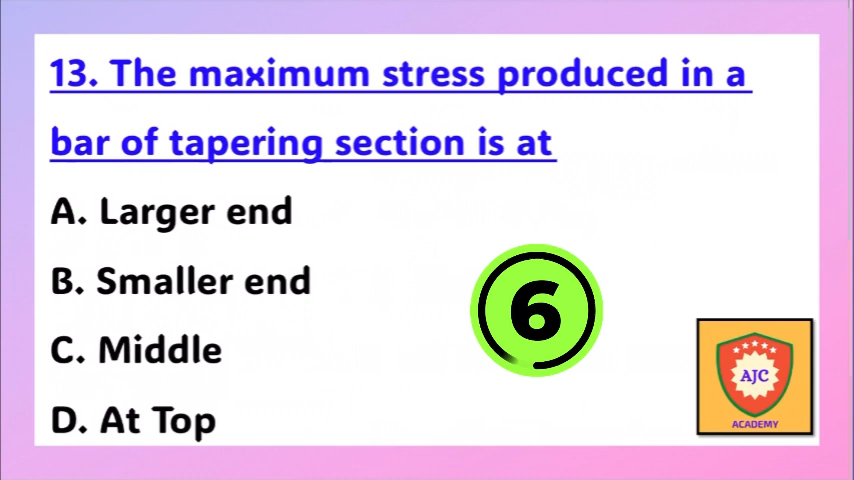 13. The maximum stress produced in a
bar of tapering section is at
A. Larger end
B. Smaller end
C. Middle
D. At Top
6
AJC
ACADEMY